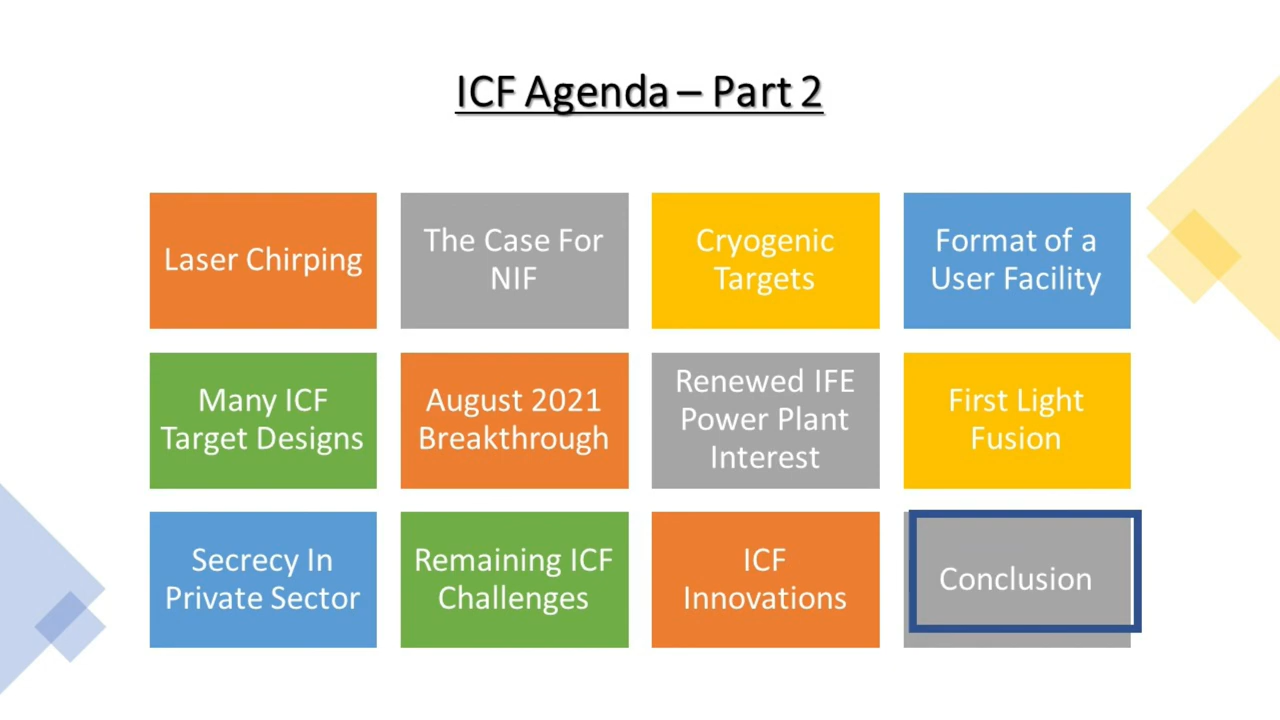 ICF Agenda – Part 2
Laser Chirping
The Case For
NIF
Cryogenic
Targets
Format of a
User Facility
Many ICF
Target Designs
August 2021
Breakthrough
Renewed IFE
Power Plant
Interest
First Light
Fusion
Secrecy In
Private Sector
Remaining ICF
Challenges
ICF
Innovations
Conclusion